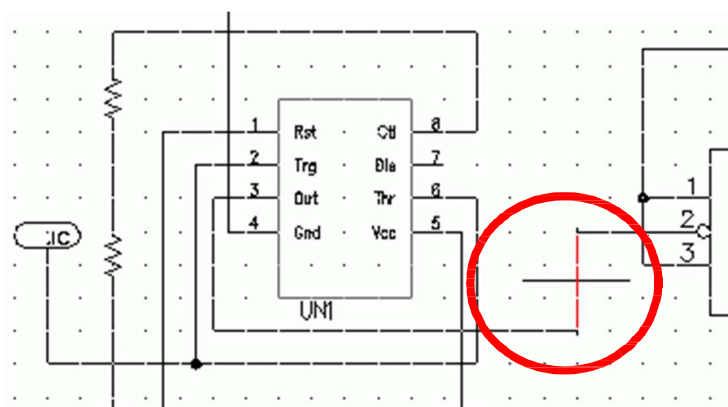 1 Rst Ctl 8
2 Trg Dis 7
3 Out Thr 6
4 Gnd Vcc 5
UN1
.IC
1
2
3